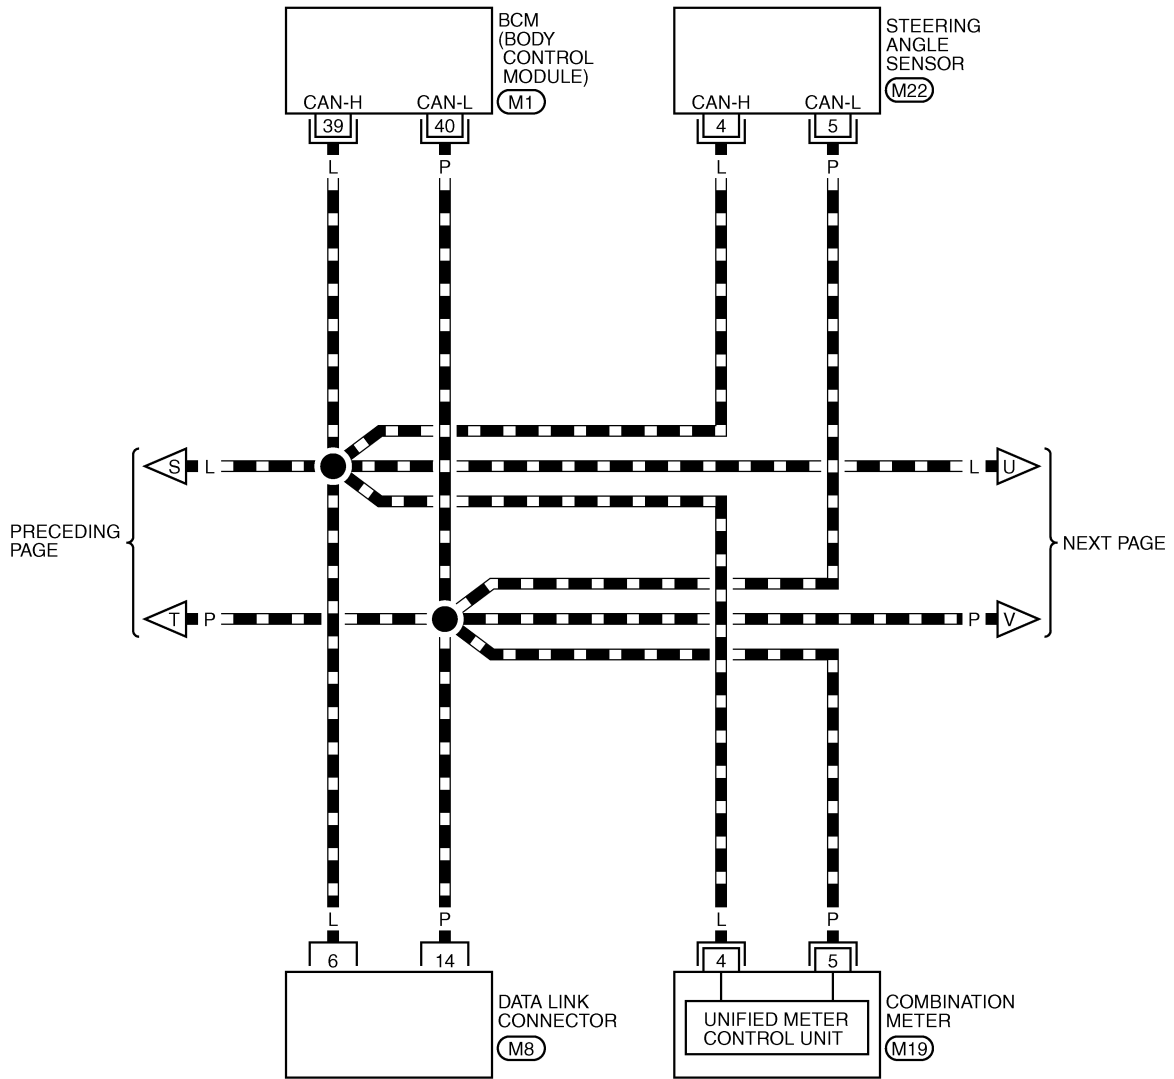 BCM
(BODY
CONTROL
MODULE)
M1
CAN-H
CAN-L
39
40
L
P
STEERING
ANGLE
SENSOR
M22
CAN-H
CAN-L
4
5
L
P
S
L
L
U
PRECEDING
PAGE
NEXT PAGE
T
P
P
V
L
P
6
14
DATA LINK
CONNECTOR
M8
L
P
4
5
UNIFIED METER
CONTROL UNIT
COMBINATION
METER
M19